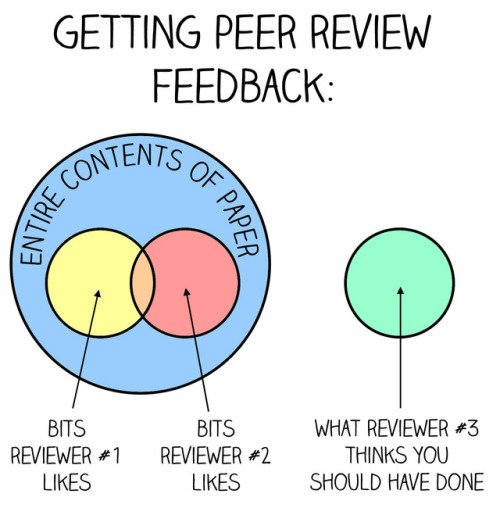 GETTING PEER REVIEW
FEEDBACK:
ENTIRE CONTENTS OF PAPER
BITS
REVIEWER #1
LIKES
BITS
REVIEWER #2
LIKES
WHAT REVIEWER #3
THINKS YOU
SHOULD HAVE DONE